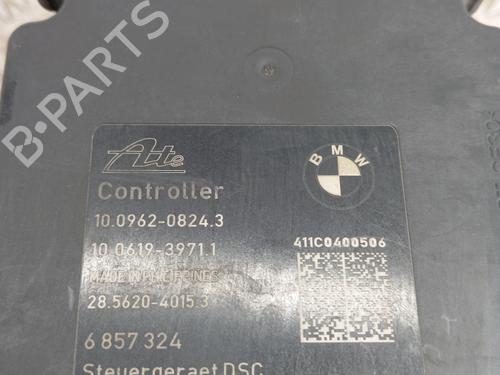 B-PARTS
Ate
BMW
Controller
10.0962-0824.3
10.0619-3971.1
411C0400506
MADE IN PHILIPPINES
28.5620-4015.3
6 857 324
Steuergeraet DSC